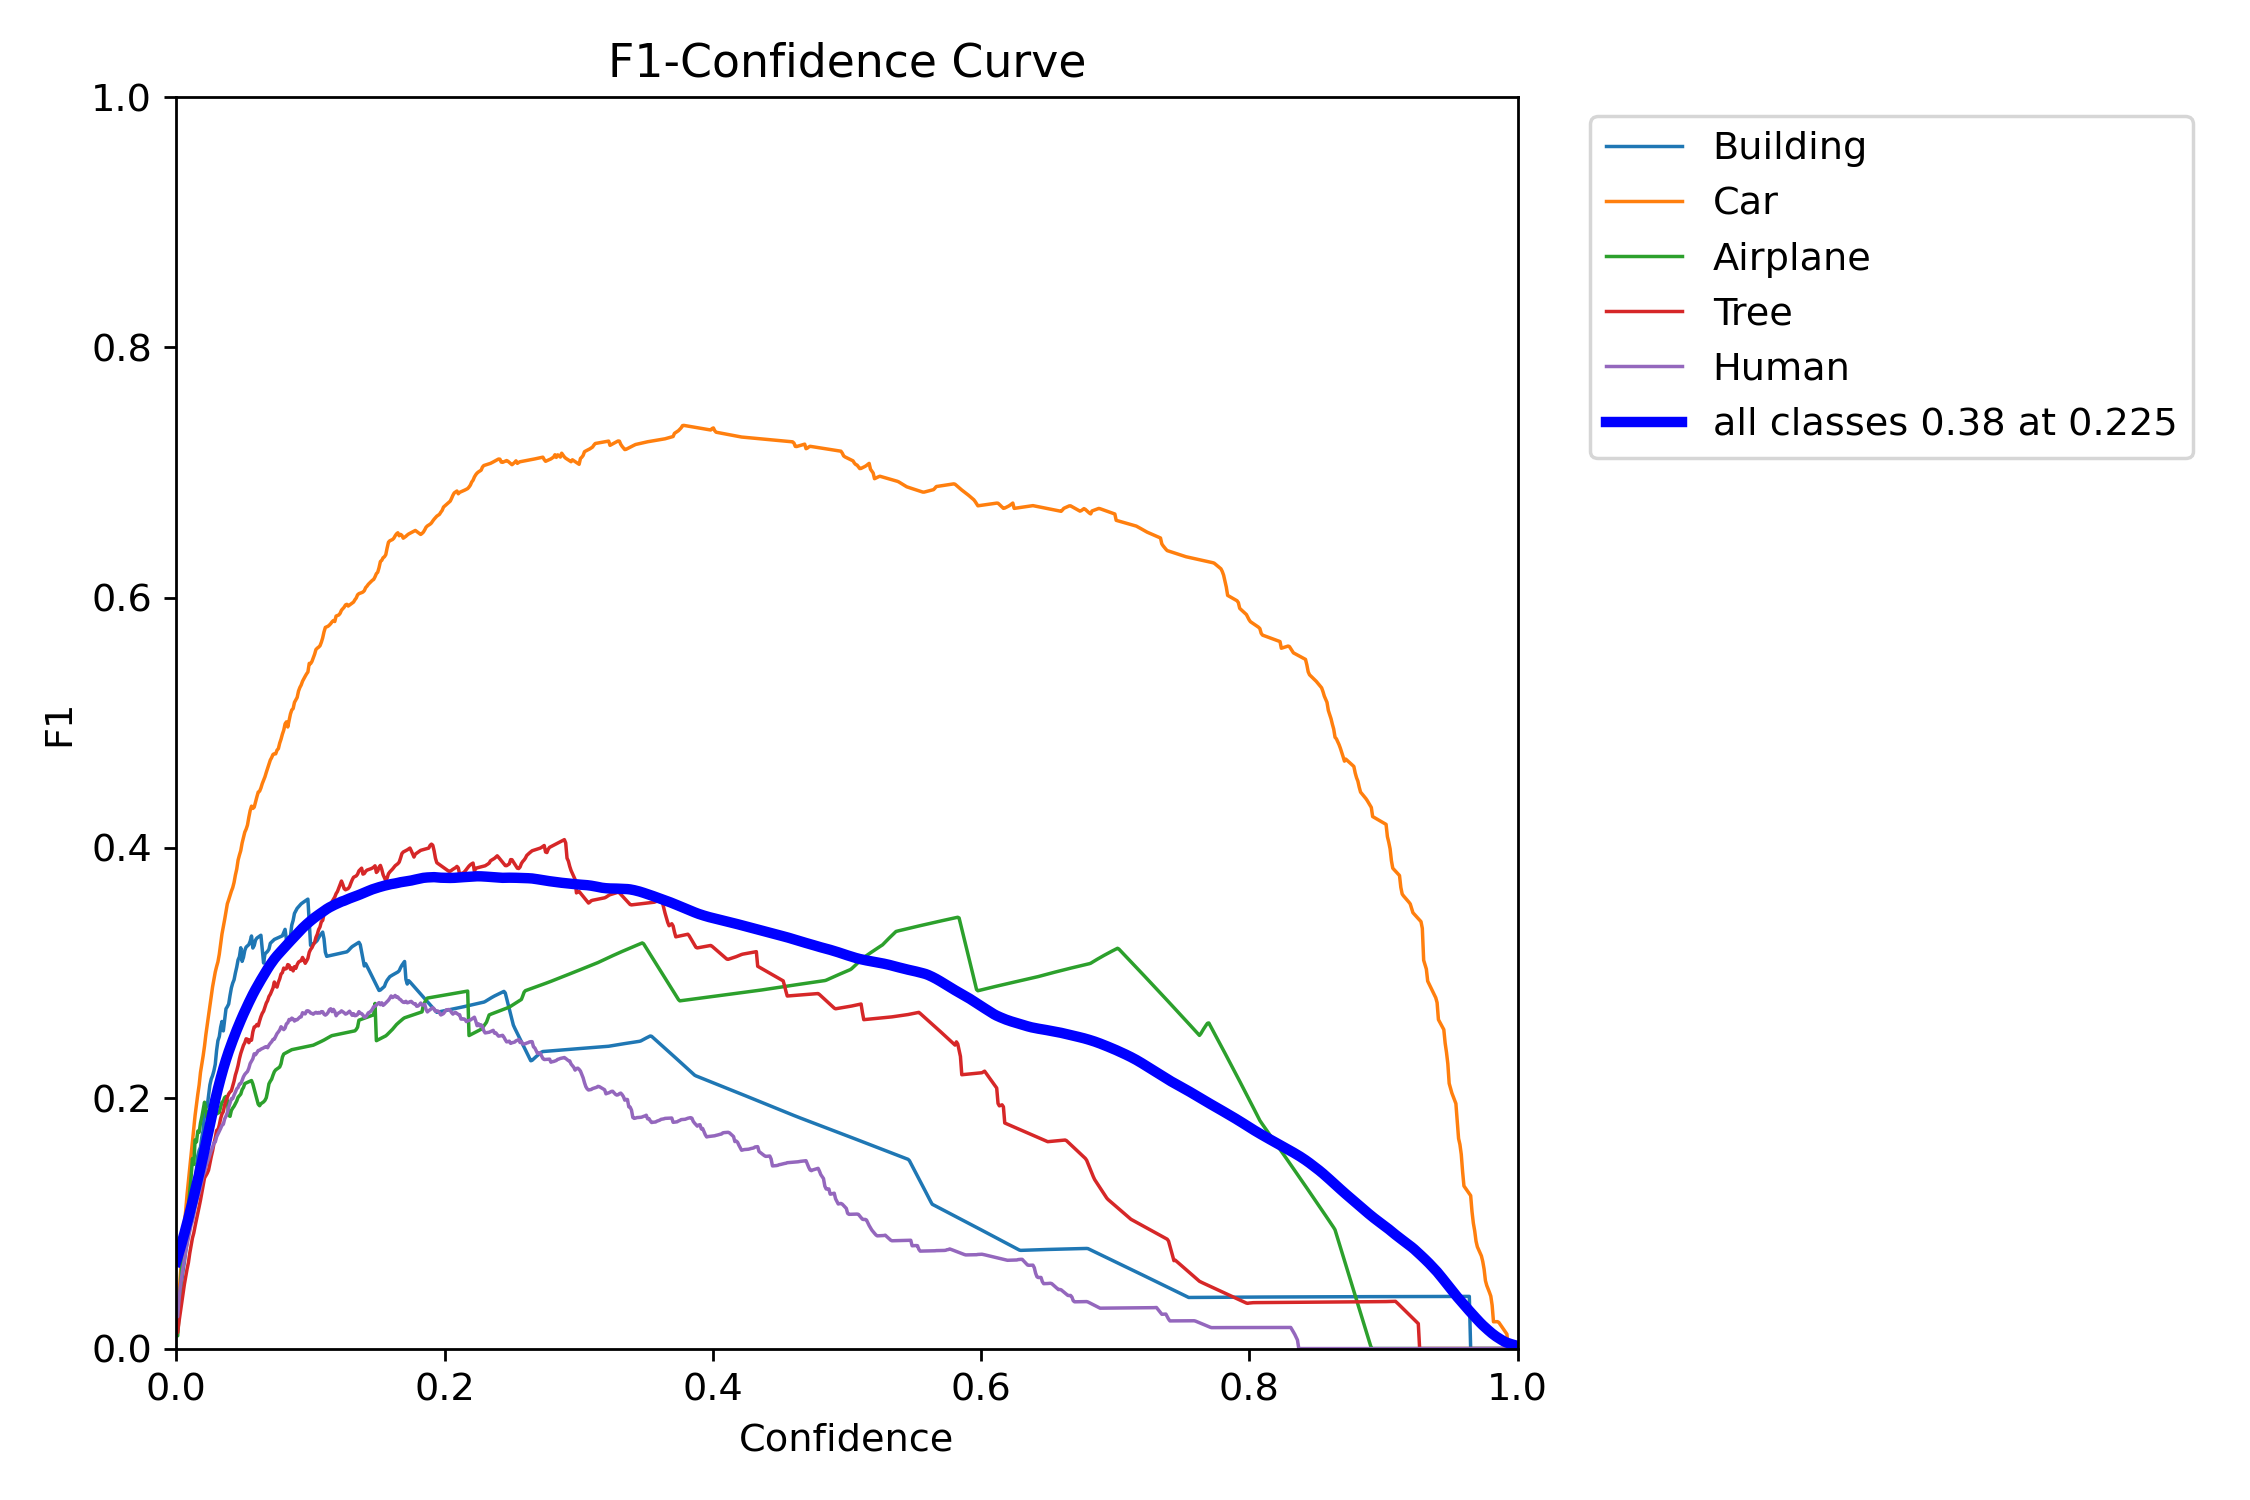 F1-Confidence Curve
1.0
0.8
0.6
0.4
0.2
0.0
F1
0.0 0.2 0.4 0.6 0.8 1.0
Confidence
Building
Car
Airplane
Tree
Human
all classes 0.38 at 0.225